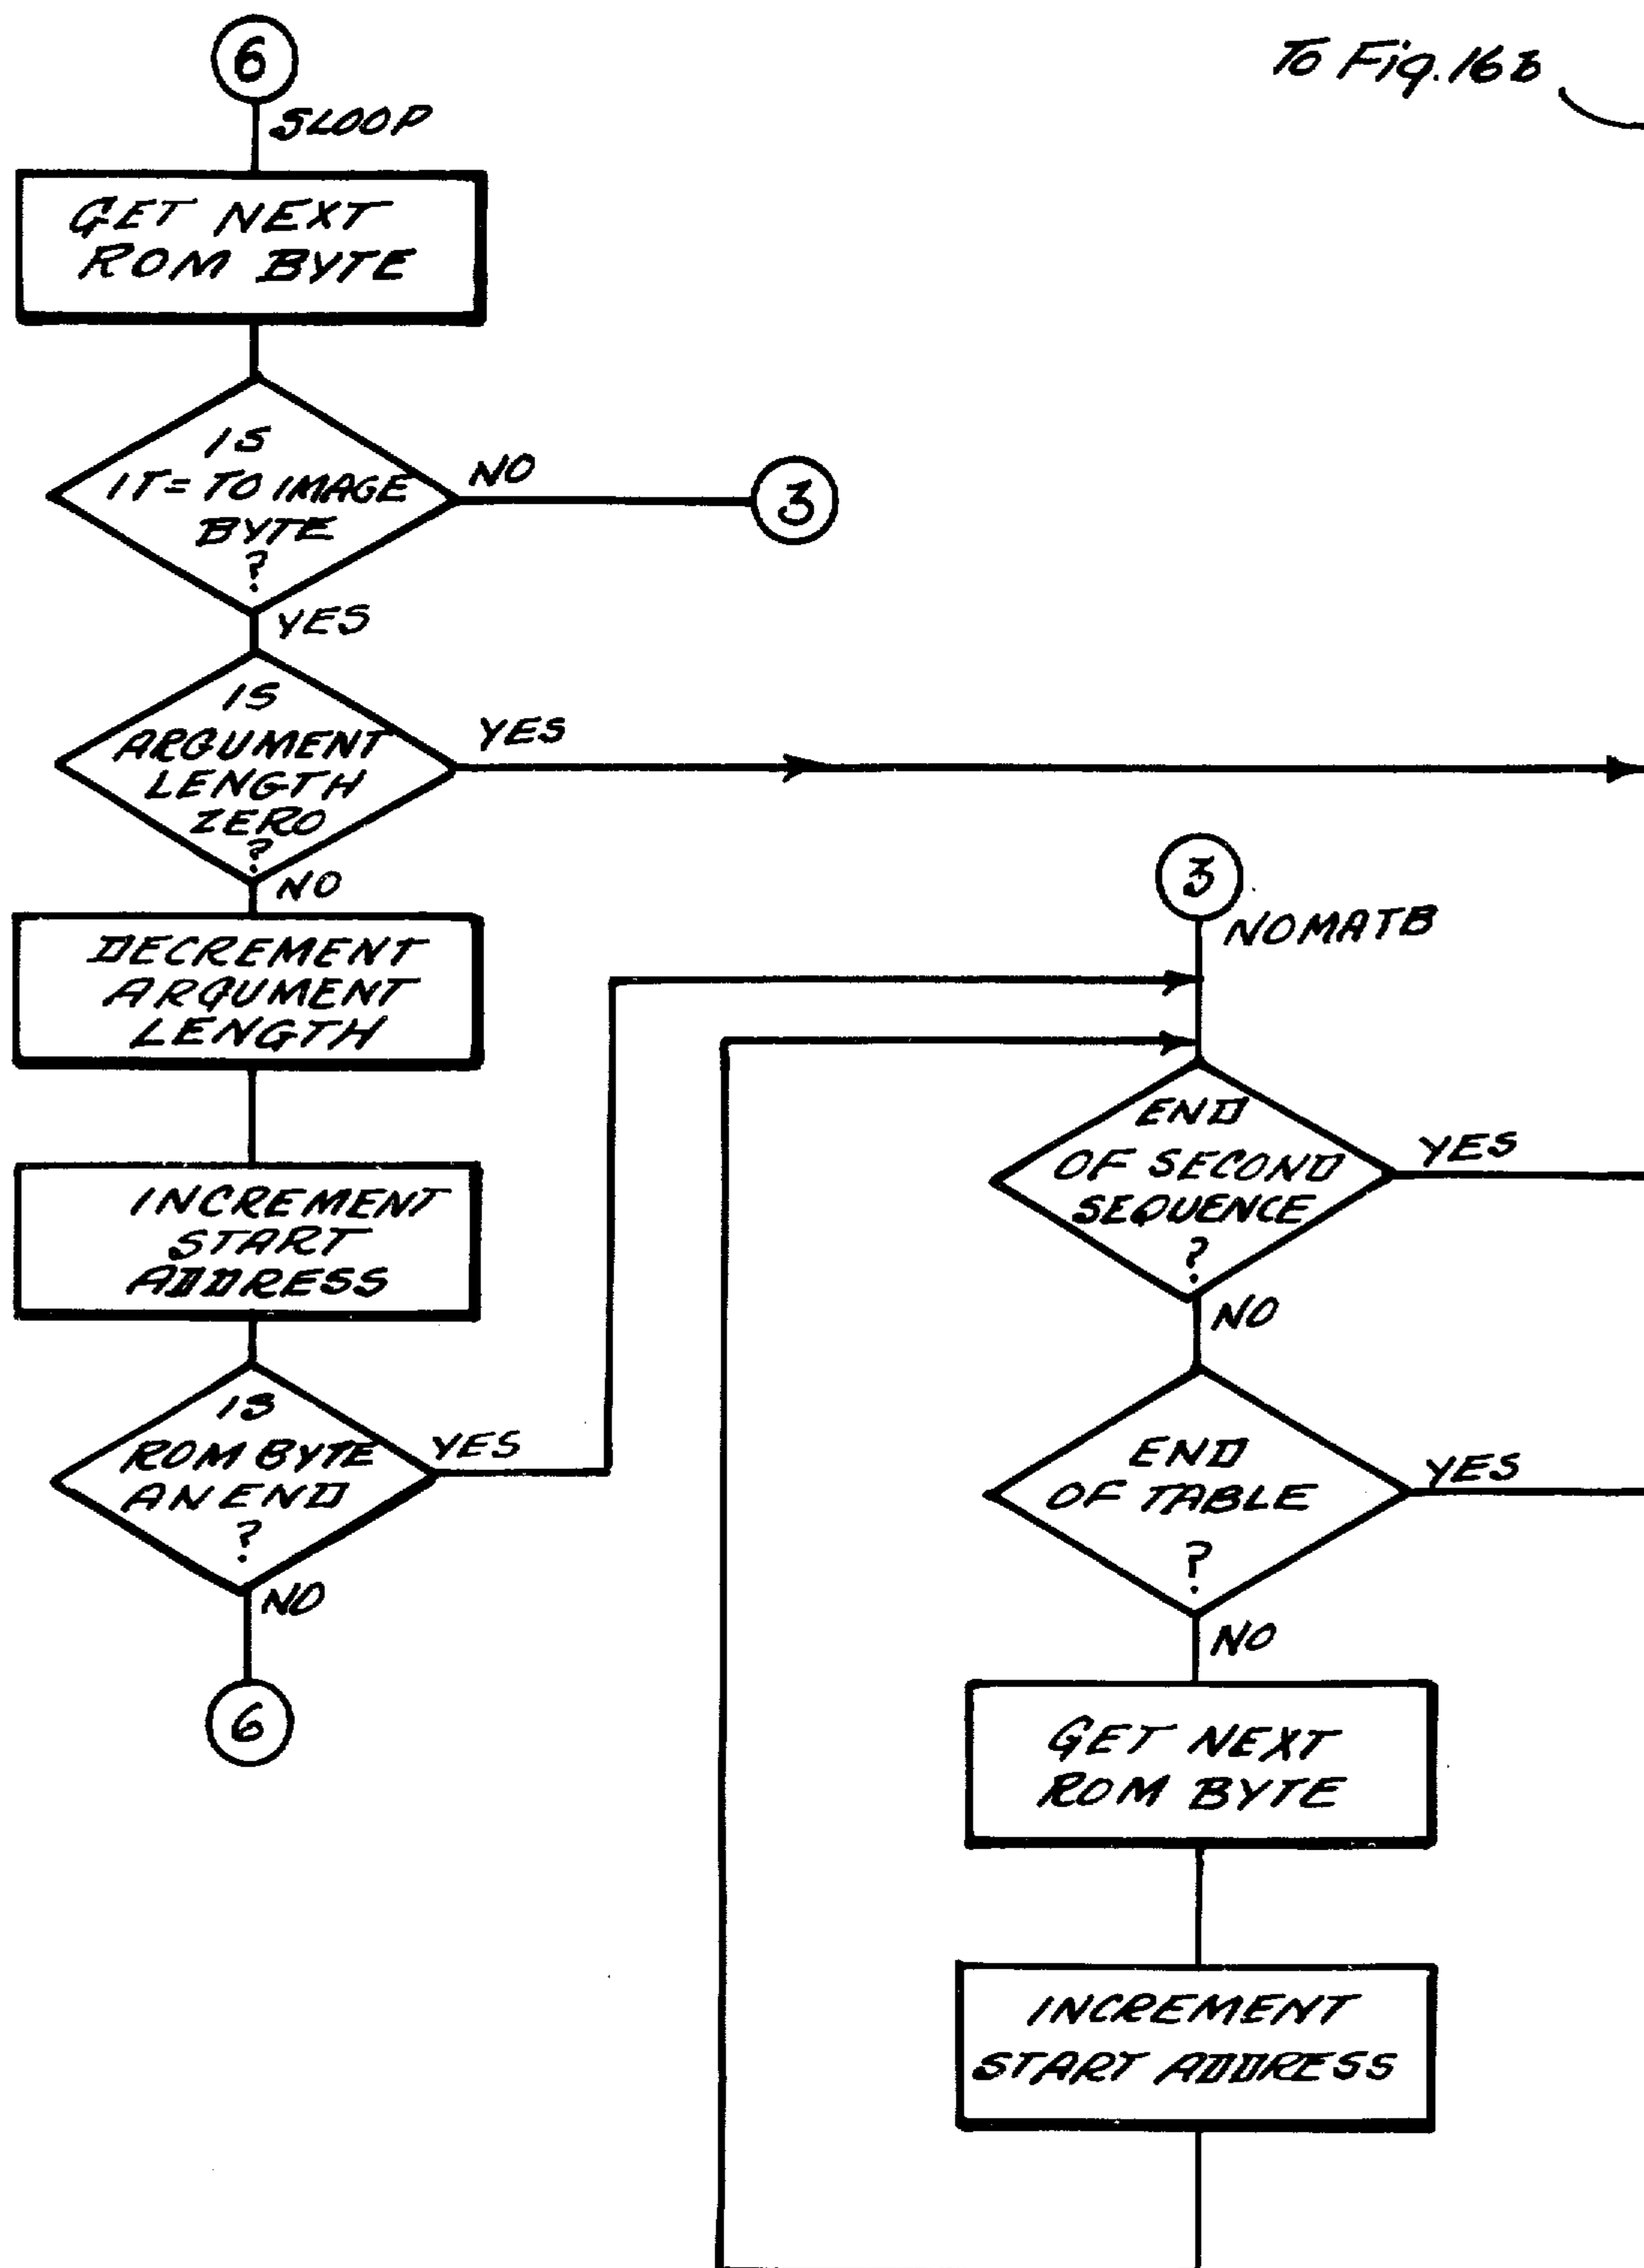 6
SLOOP
GET NEXT
ROM BYTE
IS
IT = TO IMAGE
BYTE
?
NO
3
YES
IS
ARGUMENT
LENGTH
ZERO
?
YES
NO
DECREMENT
ARGUMENT
LENGTH
INCREMENT
START
ADDRESS
IS
ROM BYTE
AN END
?
YES
NO
6
To Fig. 16b
3
NOMATB
END
OF SECOND
SEQUENCE
?
YES
NO
END
OF TABLE
?
YES
NO
GET NEXT
ROM BYTE
INCREMENT
START ADDRESS